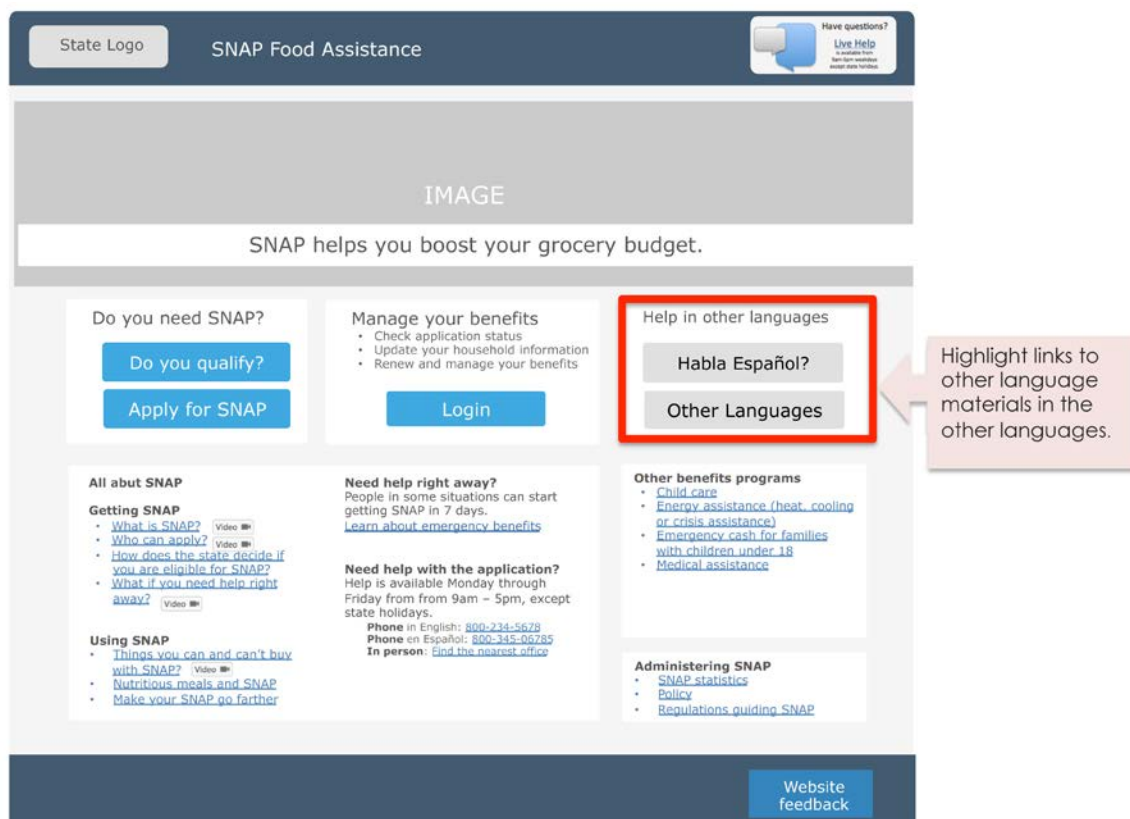 State Logo
SNAP Food Assistance
Have questions?
Live Help
is available from
9am-5pm weekdays
except state holidays
IMAGE
SNAP helps you boost your grocery budget.
Do you need SNAP?
Do you qualify?
Apply for SNAP
Manage your benefits
• Check application status
• Update your household information
• Renew and manage your benefits
Login
Help in other languages
Habla Español?
Other Languages
Highlight links to
other language
materials in the
other languages.
All abut SNAP
Getting SNAP
• What is SNAP? Video
• Who can apply? Video
• How does the state decide if
you are eligible for SNAP?
• What if you need help right
away? Video
Using SNAP
• Things you can and can't buy
with SNAP? Video
• Nutritious meals and SNAP
• Make your SNAP go farther
Need help right away?
People in some situations can start
getting SNAP in 7 days.
Learn about emergency benefits
Need help with the application?
Help is available Monday through
Friday from from 9am – 5pm, except
state holidays.
Phone in English: 800-234-5678
Phone en Español: 800-345-06785
In person: Find the nearest office
Other benefits programs
• Child care
• Energy assistance (heat, cooling
or crisis assistance)
• Emergency cash for families
with children under 18
• Medical assistance
Administering SNAP
• SNAP statistics
• Policy
• Regulations guiding SNAP
Website
feedback